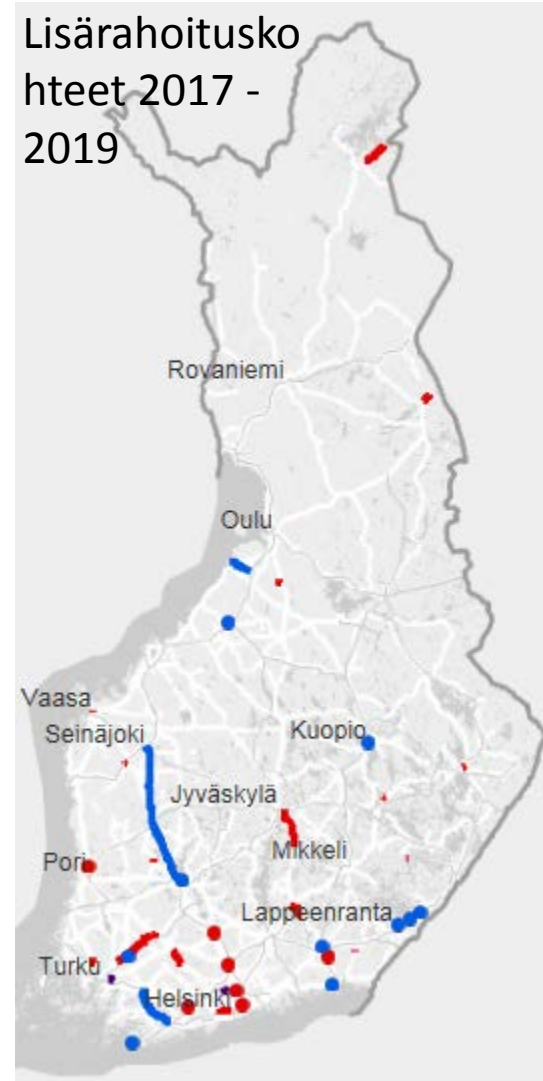 Lisärahoitusko
hteet 2017 -
2019
Rovaniemi
Oulu
Vaasa
Seinäjoki
Kuopio
Jyväskylä
Mikkeli
Pori
Lappeenranta
Turku
Helsinki